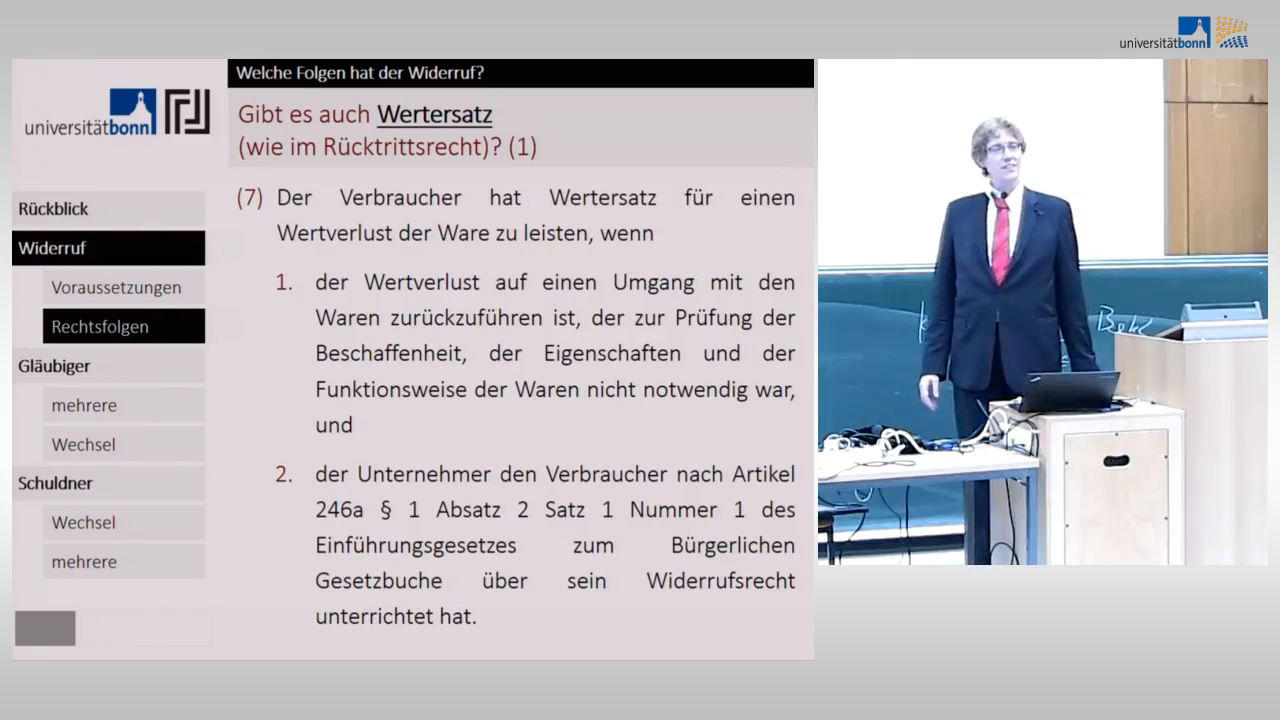 universitätbonn
Welche Folgen hat der Widerruf?
universitätbonn
Gibt es auch Wertersatz
(wie im Rücktrittsrecht)? (1)
Rückblick
Widerruf
Voraussetzungen
Rechtsfolgen
Gläubiger
mehrere
Wechsel
Schuldner
Wechsel
mehrere
(7) Der Verbraucher hat Wertersatz für einen
Wertverlust der Ware zu leisten, wenn
1. der Wertverlust auf einen Umgang mit den
Waren zurückzuführen ist, der zur Prüfung der
Beschaffenheit, der Eigenschaften und der
Funktionsweise der Waren nicht notwendig war,
und
2. der Unternehmer den Verbraucher nach Artikel
246a § 1 Absatz 2 Satz 1 Nummer 1 des
Einführungsgesetzes zum Bürgerlichen
Gesetzbuche über sein Widerrufsrecht
unterrichtet hat.